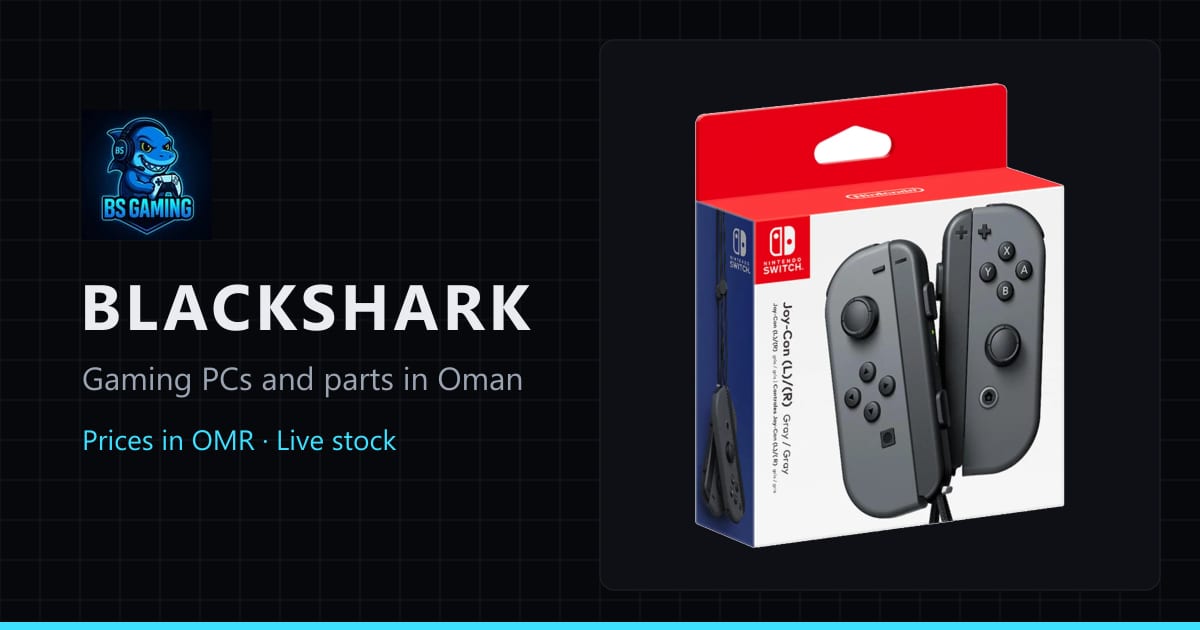 BS
BS GAMING
BLACKSHARK
Gaming PCs and parts in Oman
Prices in OMR · Live stock
Nintendo
NINTENDO
SWITCH
NINTENDO
SWITCH.
Joy-Con (L)/(R) Gray / Gray
X
Y
A
B